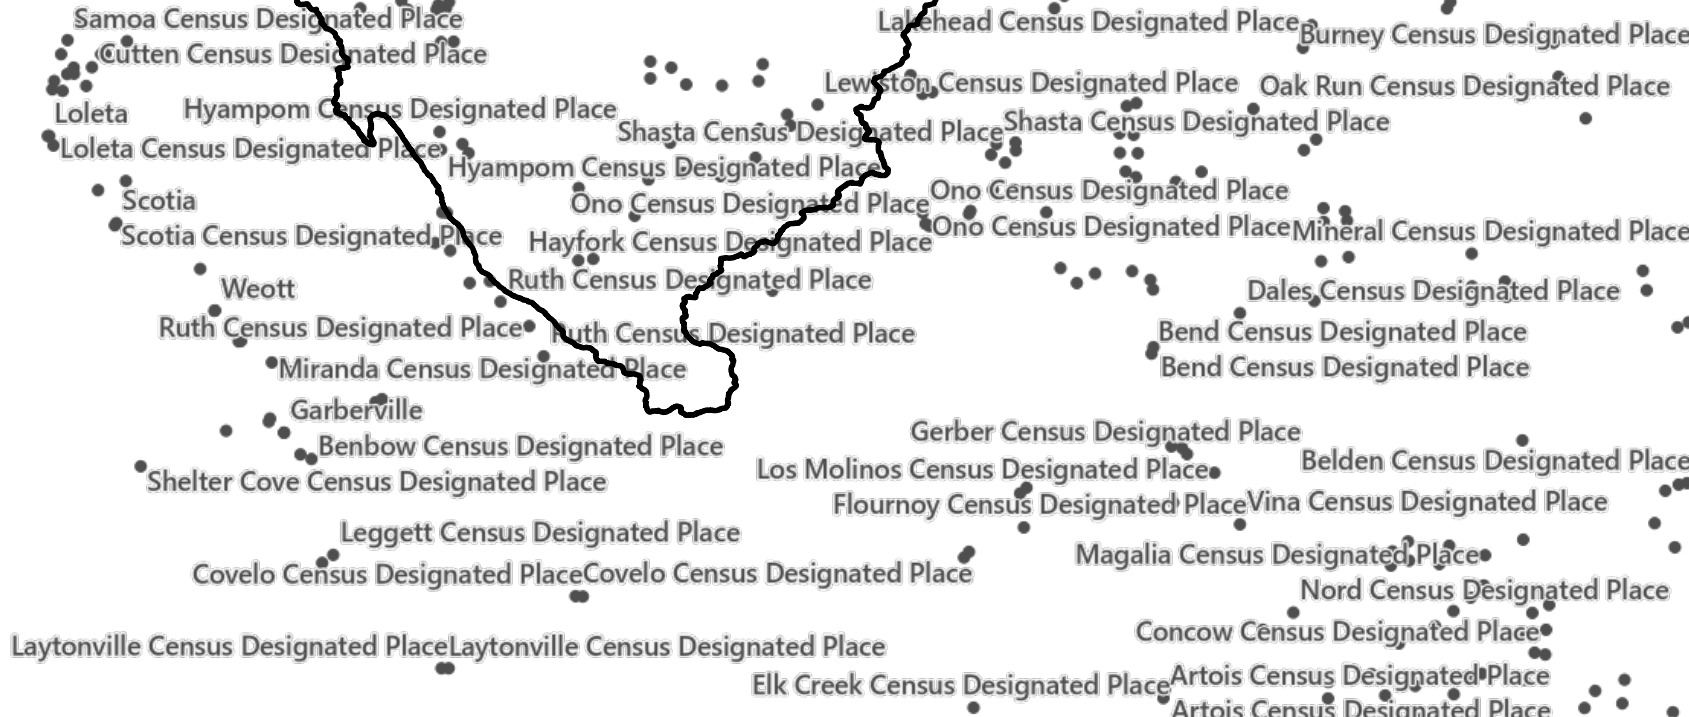 Samoa Census Designated Place
Lakehead Census Designated Place
Burney Census Designated Place
Cutten Census Designated Place
Lewiston Census Designated Place
Oak Run Census Designated Place
Loleta
Hyampom Census Designated Place
Shasta Census Designated Place
Shasta Census Designated Place
Loleta Census Designated Place
Hyampom Census Designated Place
Scotia
Ono Census Designated Place
Ono Census Designated Place
Scotia Census Designated Place
Hayfork Census Designated Place
Ono Census Designated Place
Mineral Census Designated Place
Weott
Ruth Census Designated Place
Dales Census Designated Place
Ruth Census Designated Place
Ruth Census Designated Place
Bend Census Designated Place
Miranda Census Designated Place
Bend Census Designated Place
Garberville
Gerber Census Designated Place
Benbow Census Designated Place
Los Molinos Census Designated Place
Belden Census Designated Place
Shelter Cove Census Designated Place
Flournoy Census Designated Place
Vina Census Designated Place
Leggett Census Designated Place
Magalia Census Designated Place
Covelo Census Designated Place
Covelo Census Designated Place
Nord Census Designated Place
Concow Census Designated Place
Laytonville Census Designated Place
Laytonville Census Designated Place
Elk Creek Census Designated Place
Artois Census Designated Place
Artois Census Designated Place